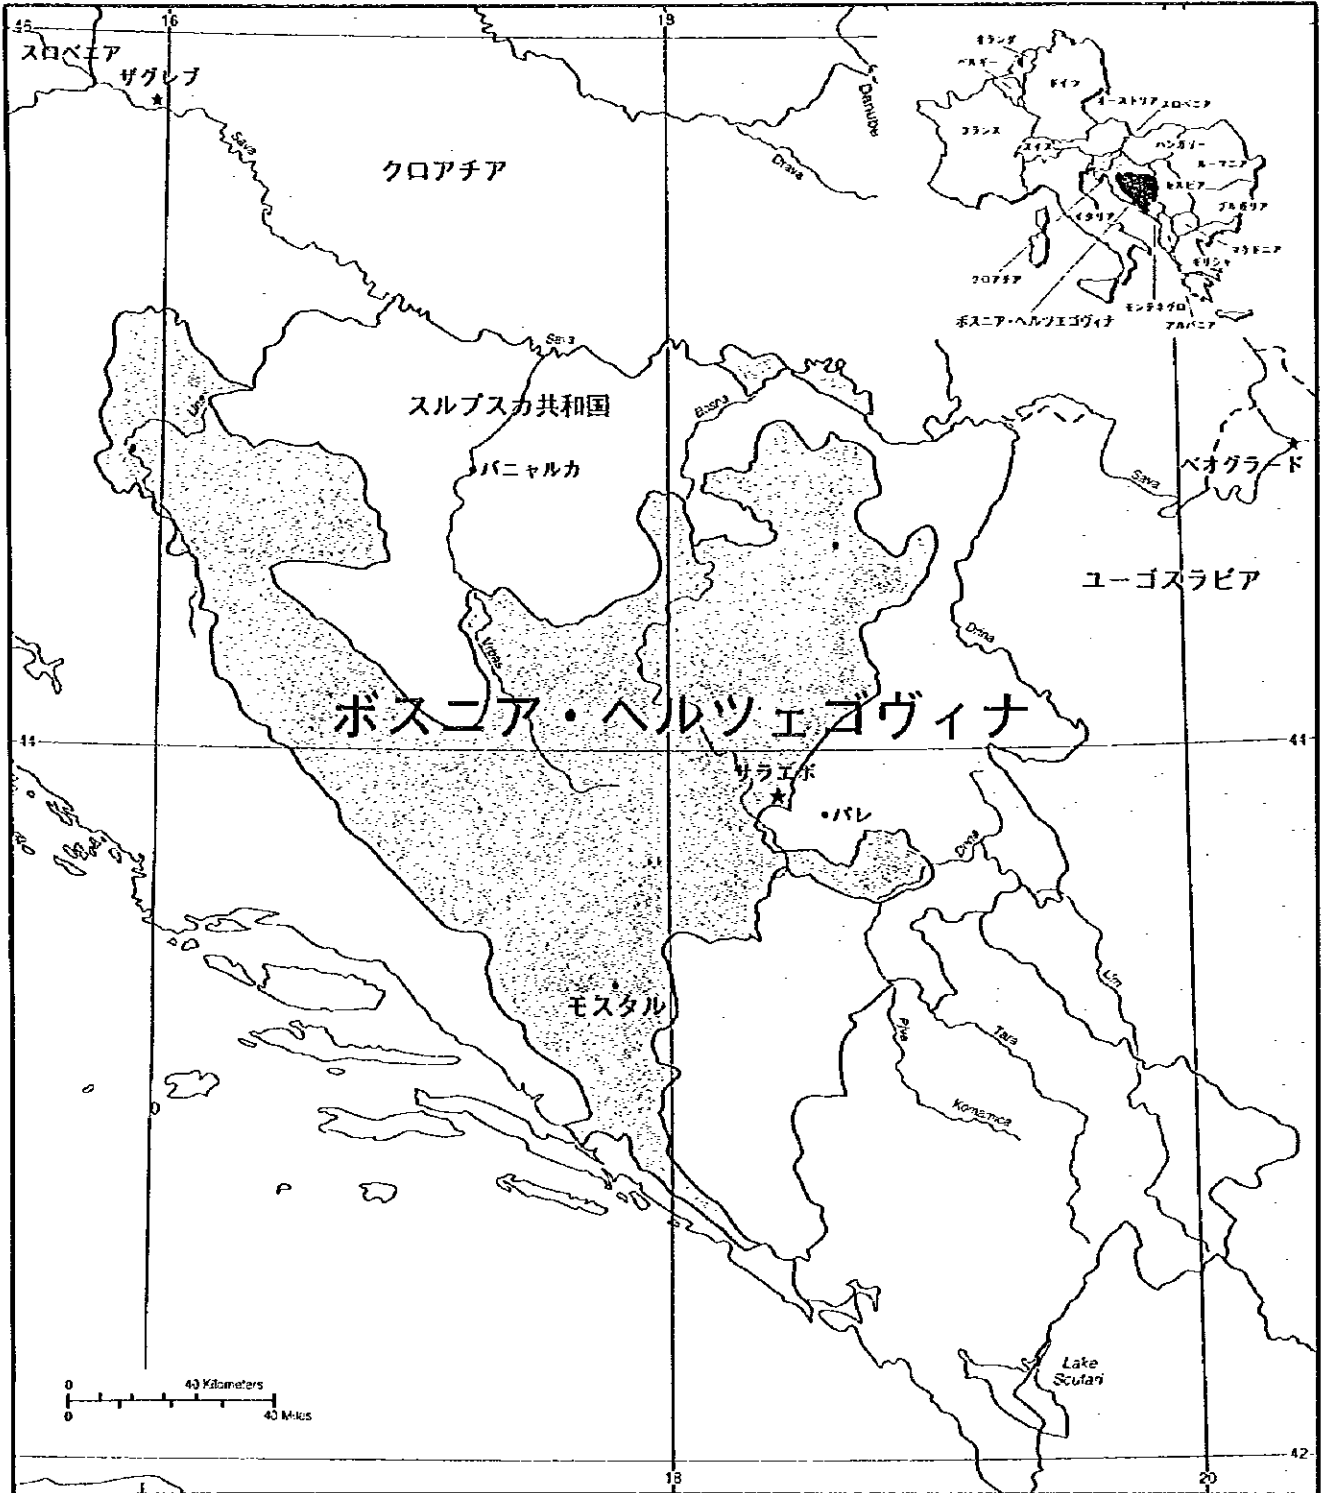 16
18
スロベニア
ザグレブ
Sava
クロアチア
Danube
Drava
オランダ
ベルギー
ドイツ
オーストリア
スロベニア
フランス
スイス
ハンガリー
ルーマニア
セルビア
ブルガリア
イタリア
マケドニア
ギリシャ
クロアチア
モンテネグロ
ボスニア・ヘルツェゴヴィナ
アルバニア
Sava
Una
スルプスカ共和国
Bosna
バニャルカ
Sava
ベオグラード
ユーゴスラビア
Drina
Vrbas
ボスニア・ヘルツェゴヴィナ
44
44
サラエボ
パレ
Drina
Lim
モスタル
Piva
Tara
Komarnica
Lake
Scutari
0
40 Kilometers
0
40 Miles
42
18
20